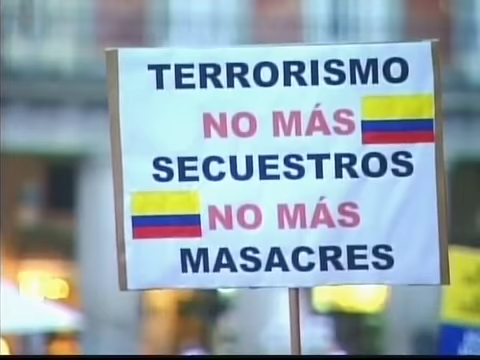 TERRORISMO
NO MÁS
SECUESTROS
NO MÁS
MASACRES